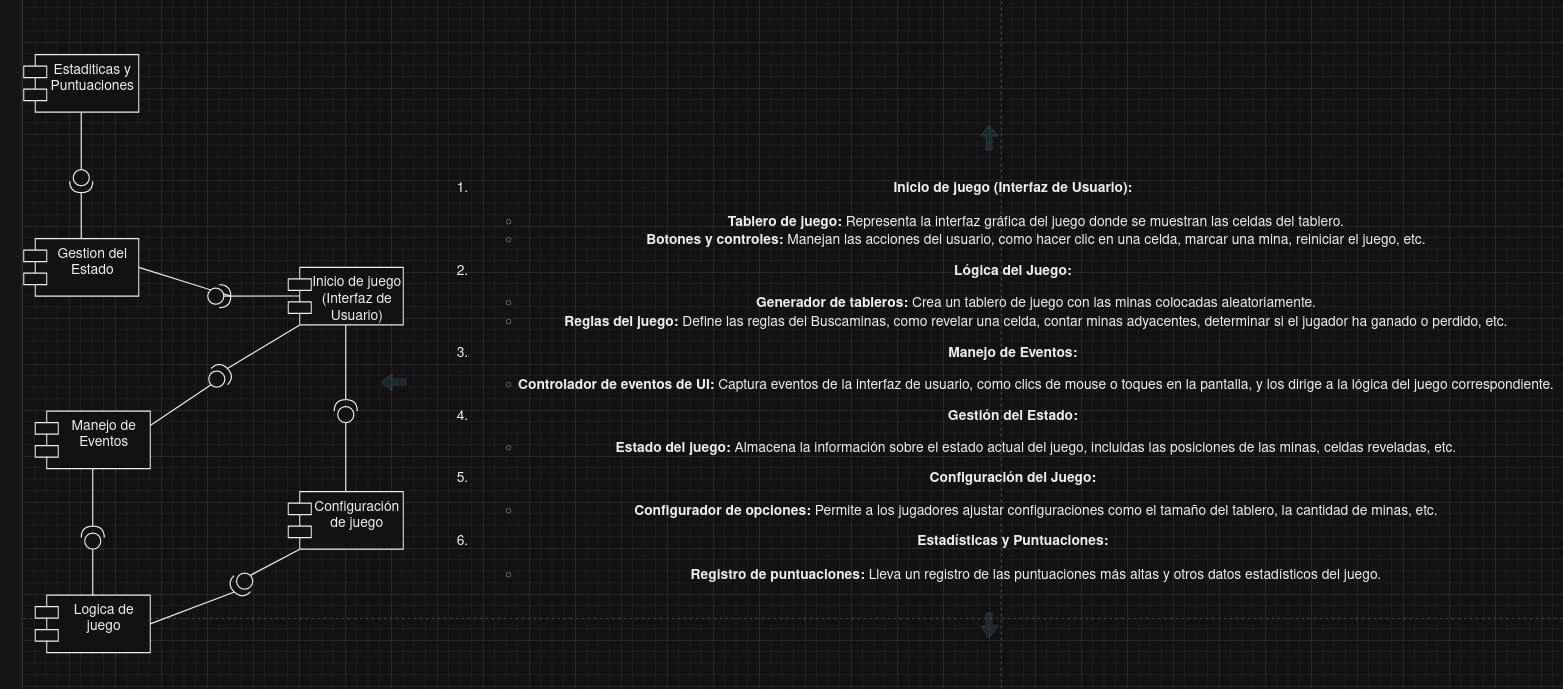 Estaditicas y
Puntuaciones
Gestion del
Estado
Inicio de juego
(Interfaz de
Usuario)
Manejo de
Eventos
Configuración
de juego
Logica de
juego
1. Inicio de juego (Interfaz de Usuario):
○ Tablero de juego: Representa la interfaz gráfica del juego donde se muestran las celdas del tablero.
○ Botones y controles: Manejan las acciones del usuario, como hacer clic en una celda, marcar una mina, reiniciar el juego, etc.
2. Lógica del Juego:
○ Generador de tableros: Crea un tablero de juego con las minas colocadas aleatoriamente.
○ Reglas del juego: Define las reglas del Buscaminas, como revelar una celda, contar minas adyacentes, determinar si el jugador ha ganado o perdido, etc.
3. Manejo de Eventos:
○ Controlador de eventos de UI: Captura eventos de la interfaz de usuario, como clics de mouse o toques en la pantalla, y los dirige a la lógica del juego correspondiente.
4. Gestión del Estado:
○ Estado del juego: Almacena la información sobre el estado actual del juego, incluidas las posiciones de las minas, celdas reveladas, etc.
5. Configuración del Juego:
○ Configurador de opciones: Permite a los jugadores ajustar configuraciones como el tamaño del tablero, la cantidad de minas, etc.
6. Estadísticas y Puntuaciones:
○ Registro de puntuaciones: Lleva un registro de las puntuaciones más altas y otros datos estadísticos del juego.